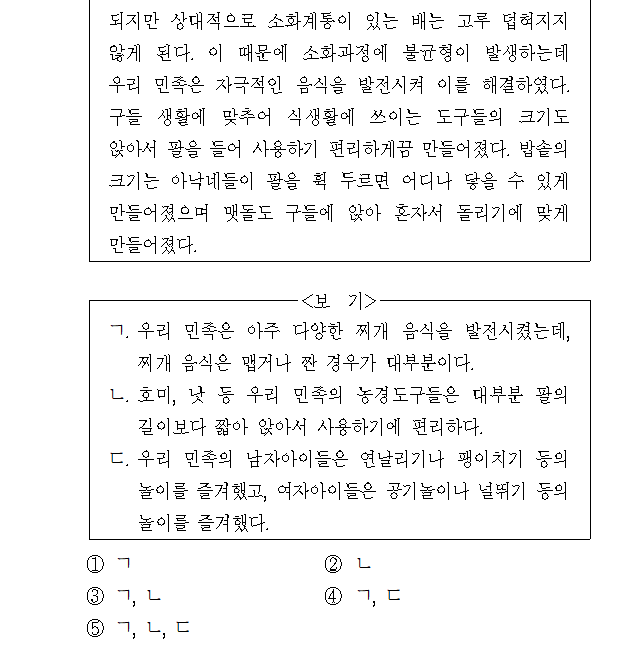 되지만 상대적으로 소화계통이 있는 배는 고루 덥혀지지
않게 된다. 이 때문에 소화과정에 불균형이 발생하는데
우리 민족은 자극적인 음식을 발전시켜 이를 해결하였다.
구들 생활에 맞추어 식생활에 쓰이는 도구들의 크기도
앉아서 팔을 들어 사용하기 편리하게끔 만들어졌다. 밥솥의
크기는 아낙네들이 팔을 휙 두르면 어디나 닿을 수 있게
만들어졌으며 맷돌도 구들에 앉아 혼자서 돌리기에 맞게
만들어졌다.
<보 기>
ㄱ. 우리 민족은 아주 다양한 찌개 음식을 발전시켰는데,
찌개 음식은 맵거나 짠 경우가 대부분이다.
ㄴ. 호미, 낫 등 우리 민족의 농경도구들은 대부분 팔의
길이보다 짧아 앉아서 사용하기에 편리하다.
ㄷ. 우리 민족의 남자아이들은 연날리기나 팽이치기 등의
놀이를 즐겨했고, 여자아이들은 공기놀이나 널뛰기 등의
놀이를 즐겨했다.
① ㄱ ② ㄴ
③ ㄱ, ㄴ ④ ㄱ, ㄷ
⑤ ㄱ, ㄴ, ㄷ